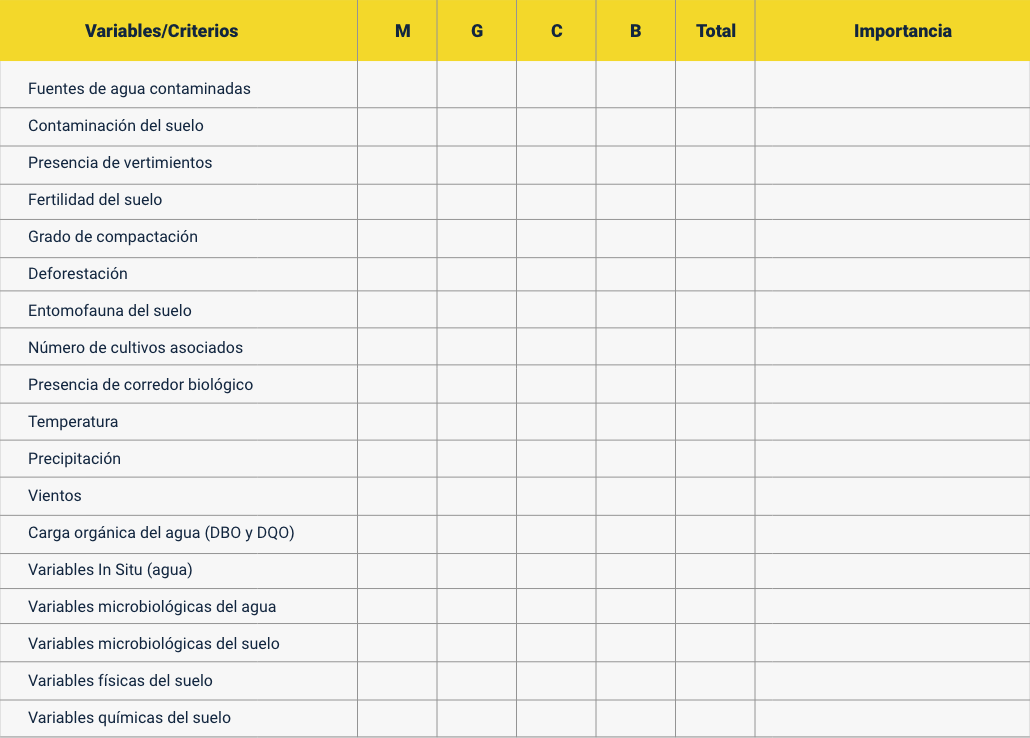 Variables/Criterios M G C B Total Importancia
Fuentes de agua contaminadas
Contaminación del suelo
Presencia de vertimientos
Fertilidad del suelo
Grado de compactación
Deforestación
Entomofauna del suelo
Número de cultivos asociados
Presencia de corredor biológico
Temperatura
Precipitación
Vientos
Carga orgánica del agua (DBO y DQO)
Variables In Situ (agua)
Variables microbiológicas del agua
Variables microbiológicas del suelo
Variables físicas del suelo
Variables químicas del suelo